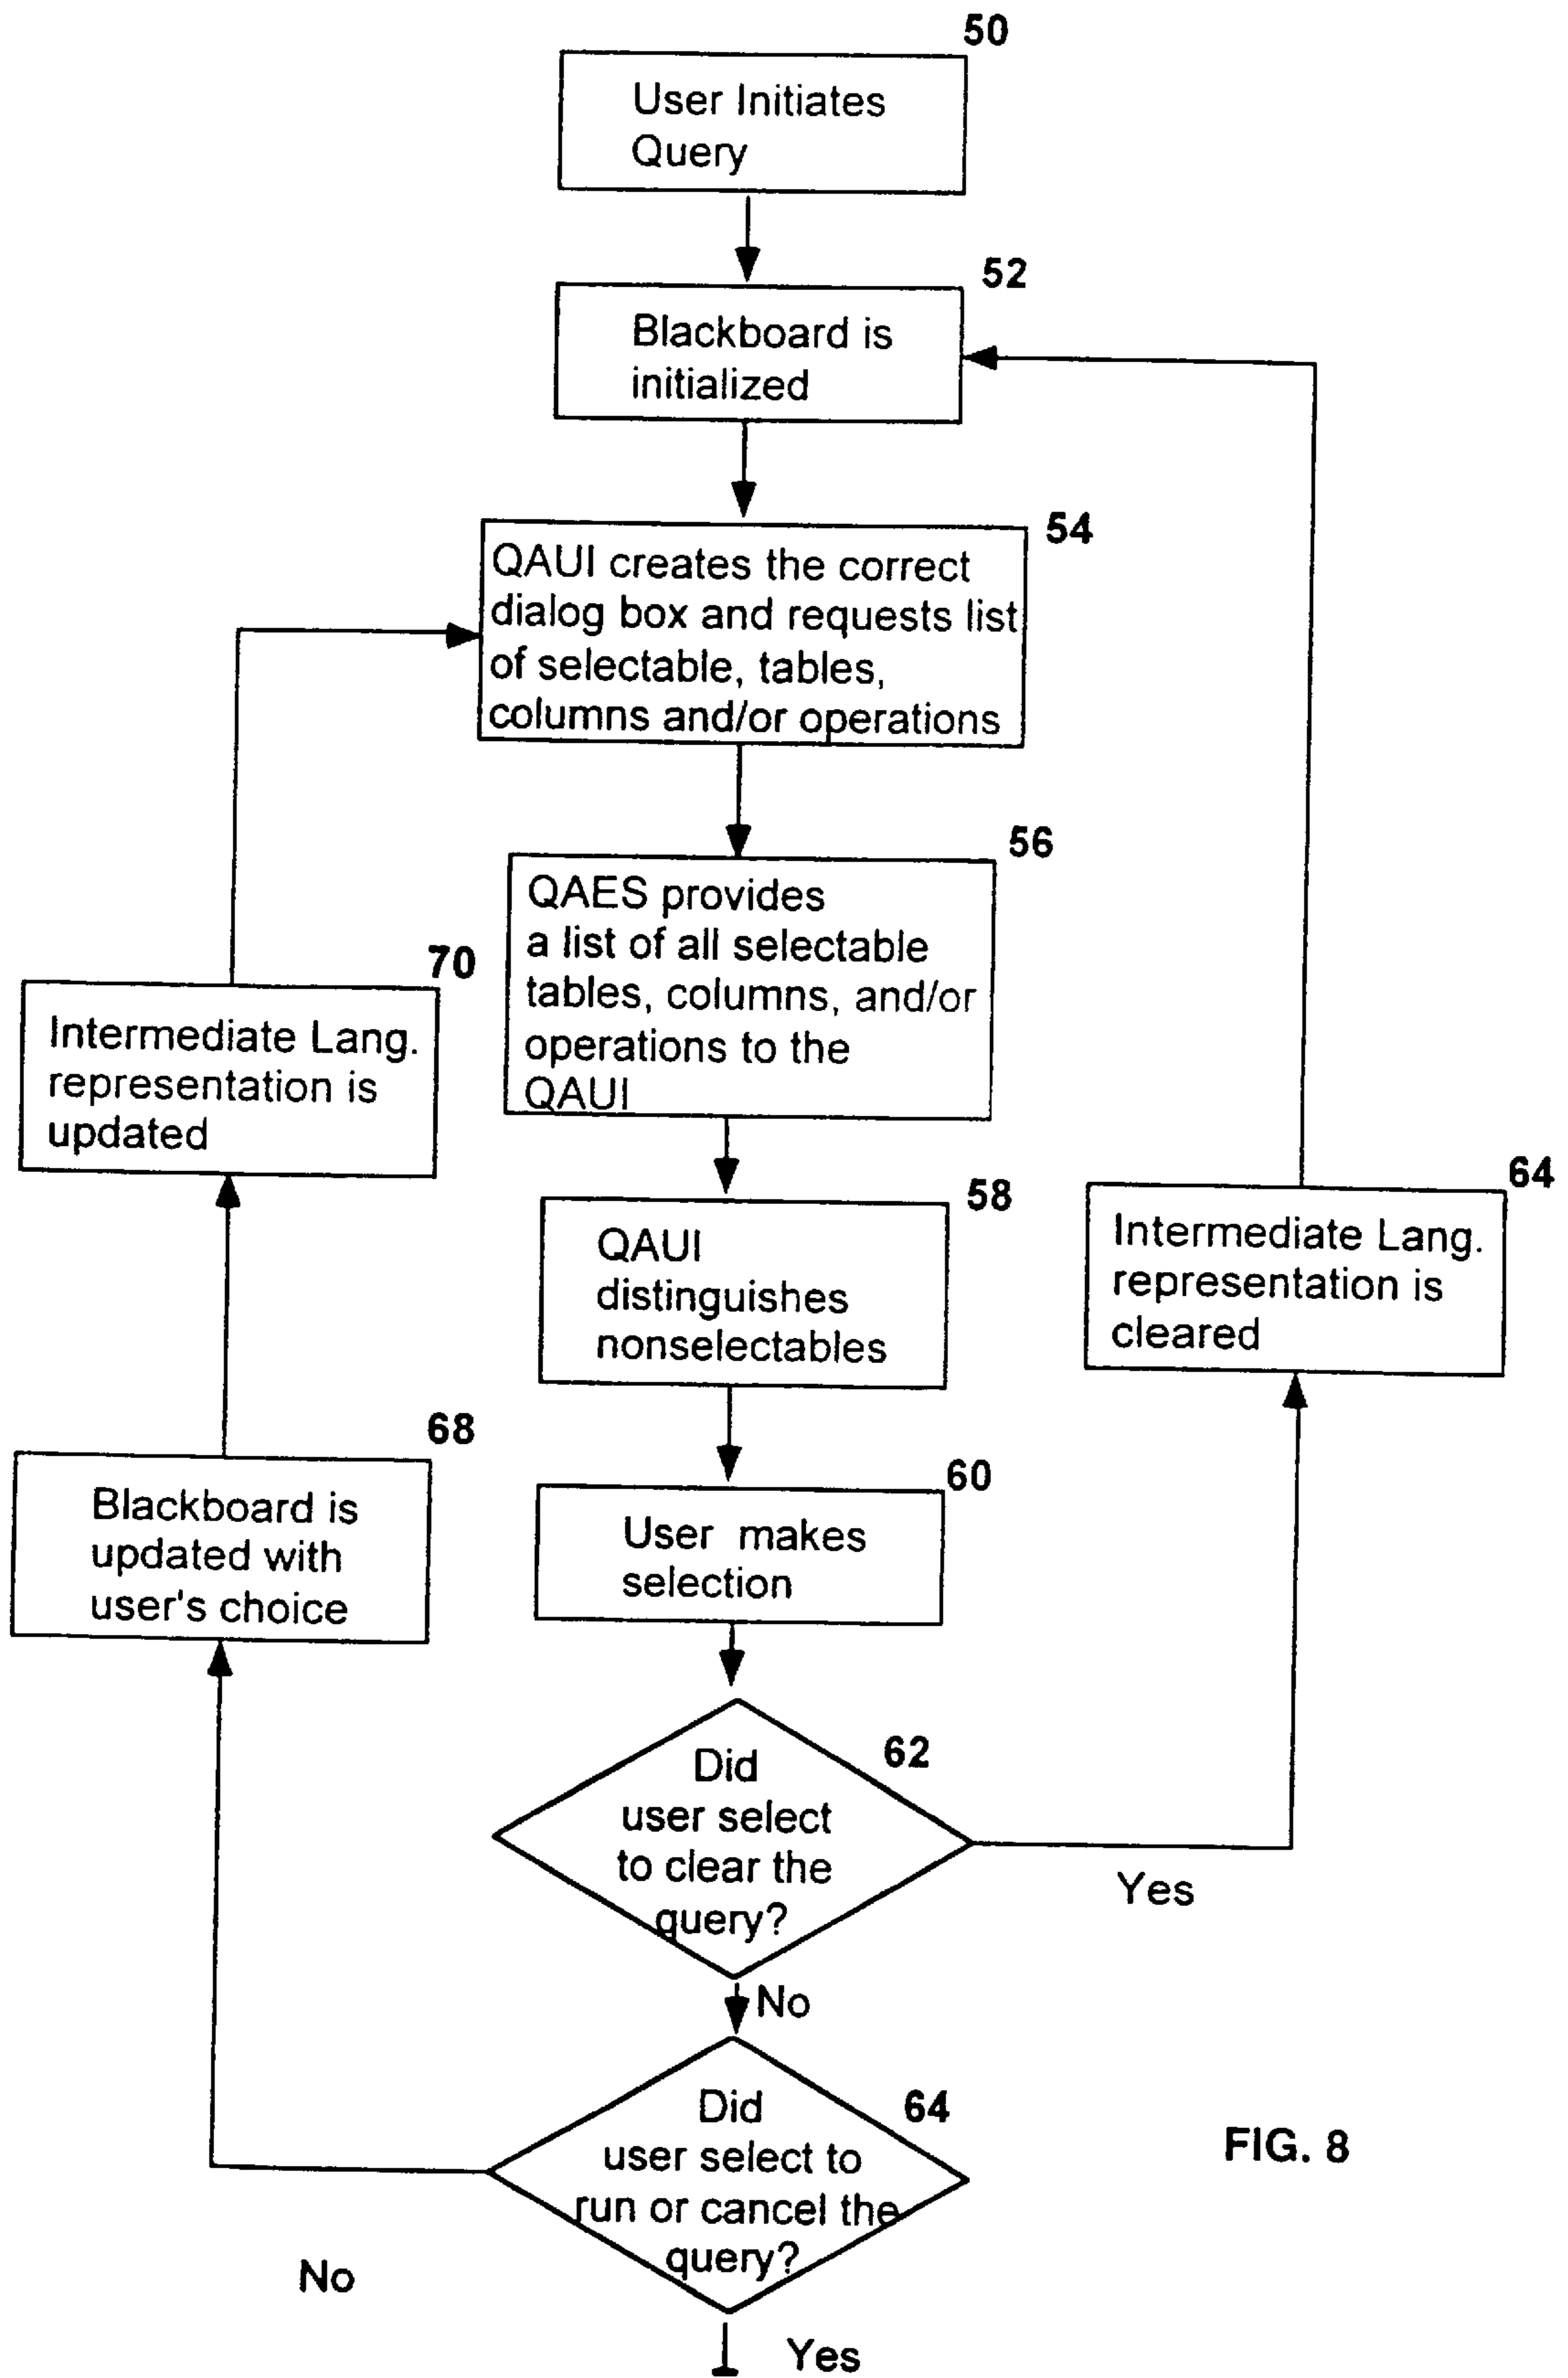 50
User Initiates
Query
52
Blackboard is
initialized
54
QAUI creates the correct
dialog box and requests list
of selectable, tables,
columns and/or operations
56
QAES provides
a list of all selectable
tables, columns, and/or
operations to the
QAUI
70
Intermediate Lang.
representation is
updated
58
QAUI
distinguishes
nonselectables
64
Intermediate Lang.
representation is
cleared
68
Blackboard is
updated with
user's choice
60
User makes
selection
62
Did
user select
to clear the
query?
Yes
No
64
Did
user select to
run or cancel the
query?
FIG. 8
No
Yes